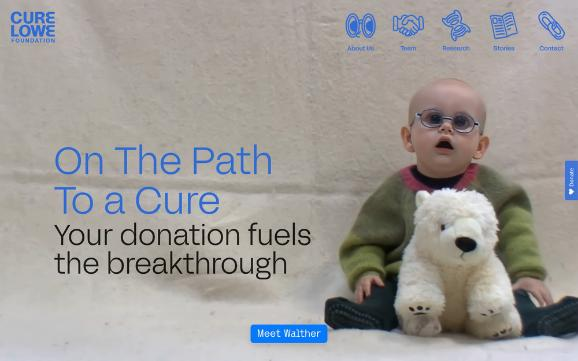 CURE
LOWE
FOUNDATION
About Us
Team
Research
Stories
Contact
On The Path
To a Cure
Your donation fuels
the breakthrough
Donate
Meet Walther